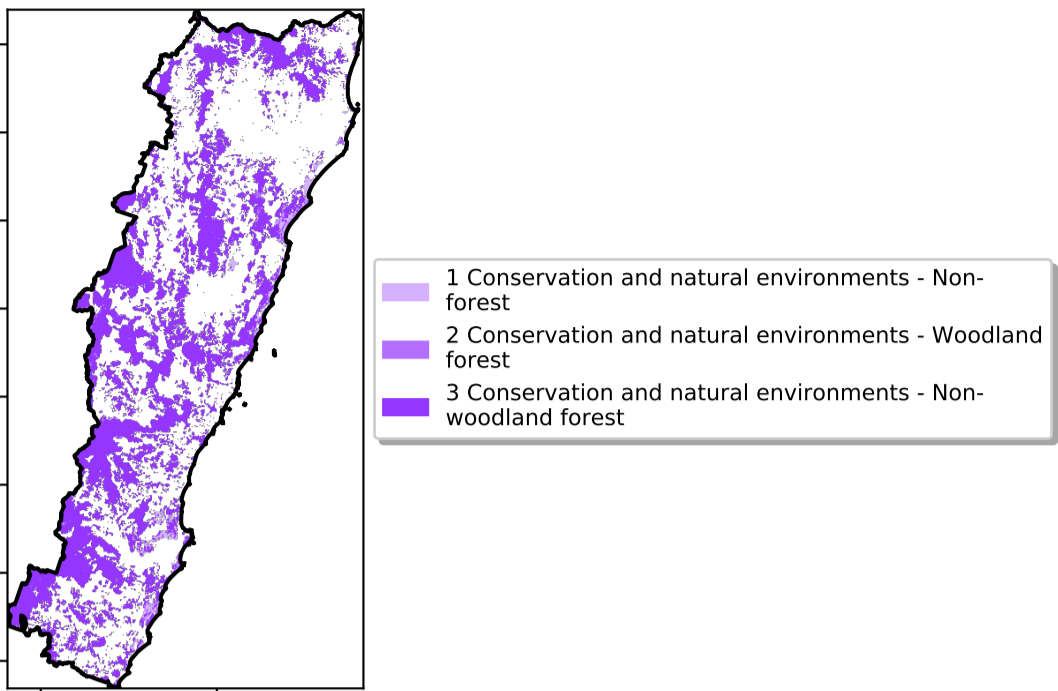 1 Conservation and natural environments - Non-
forest
2 Conservation and natural environments - Woodland
forest
3 Conservation and natural environments - Non-
woodland forest